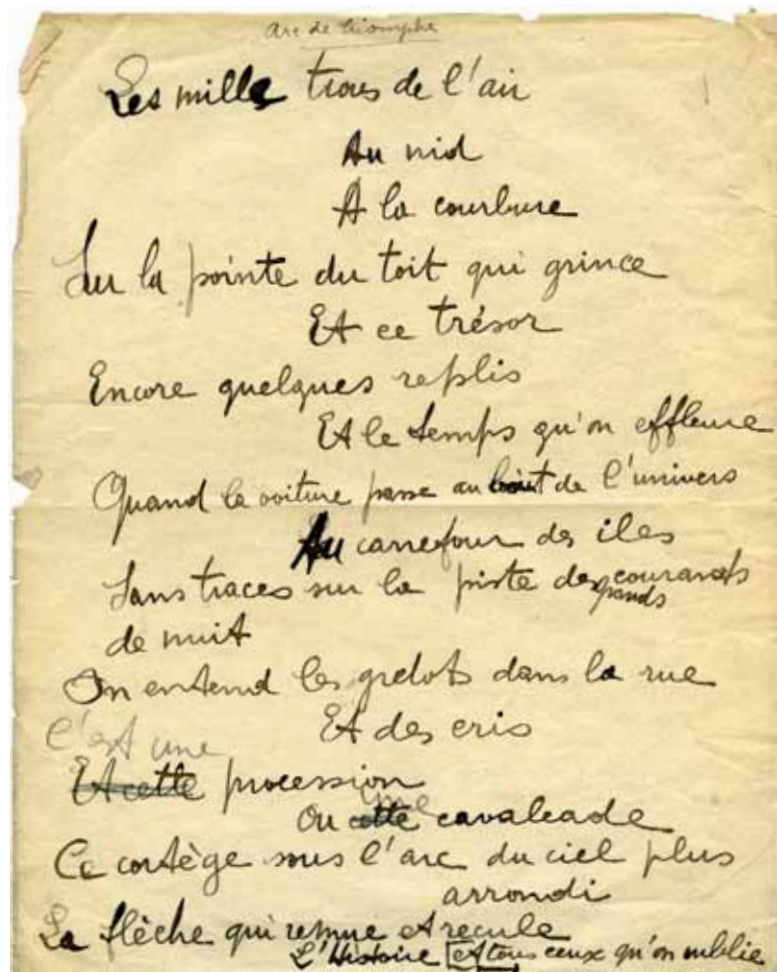 Arc de triomphe
Les mille trous de l'air
Au nid
A la courbure
Sur la pointe du toit qui grince
Et ce trésor
Encore quelques replis
Et le temps qu'on effleure
Quand la voiture passe au bout de l'univers
Au carrefour des iles
Sans traces sur la piste des courants
de nuit
On entend les grelots dans la rue
Et des cris
C'est une
Et cette procession
Ou cette une cavalcade
Ce cortège sous l'arc du ciel plus
arrondi
La flèche qui remue et recule
L'Histoire [et tous ceux qu'on oublie